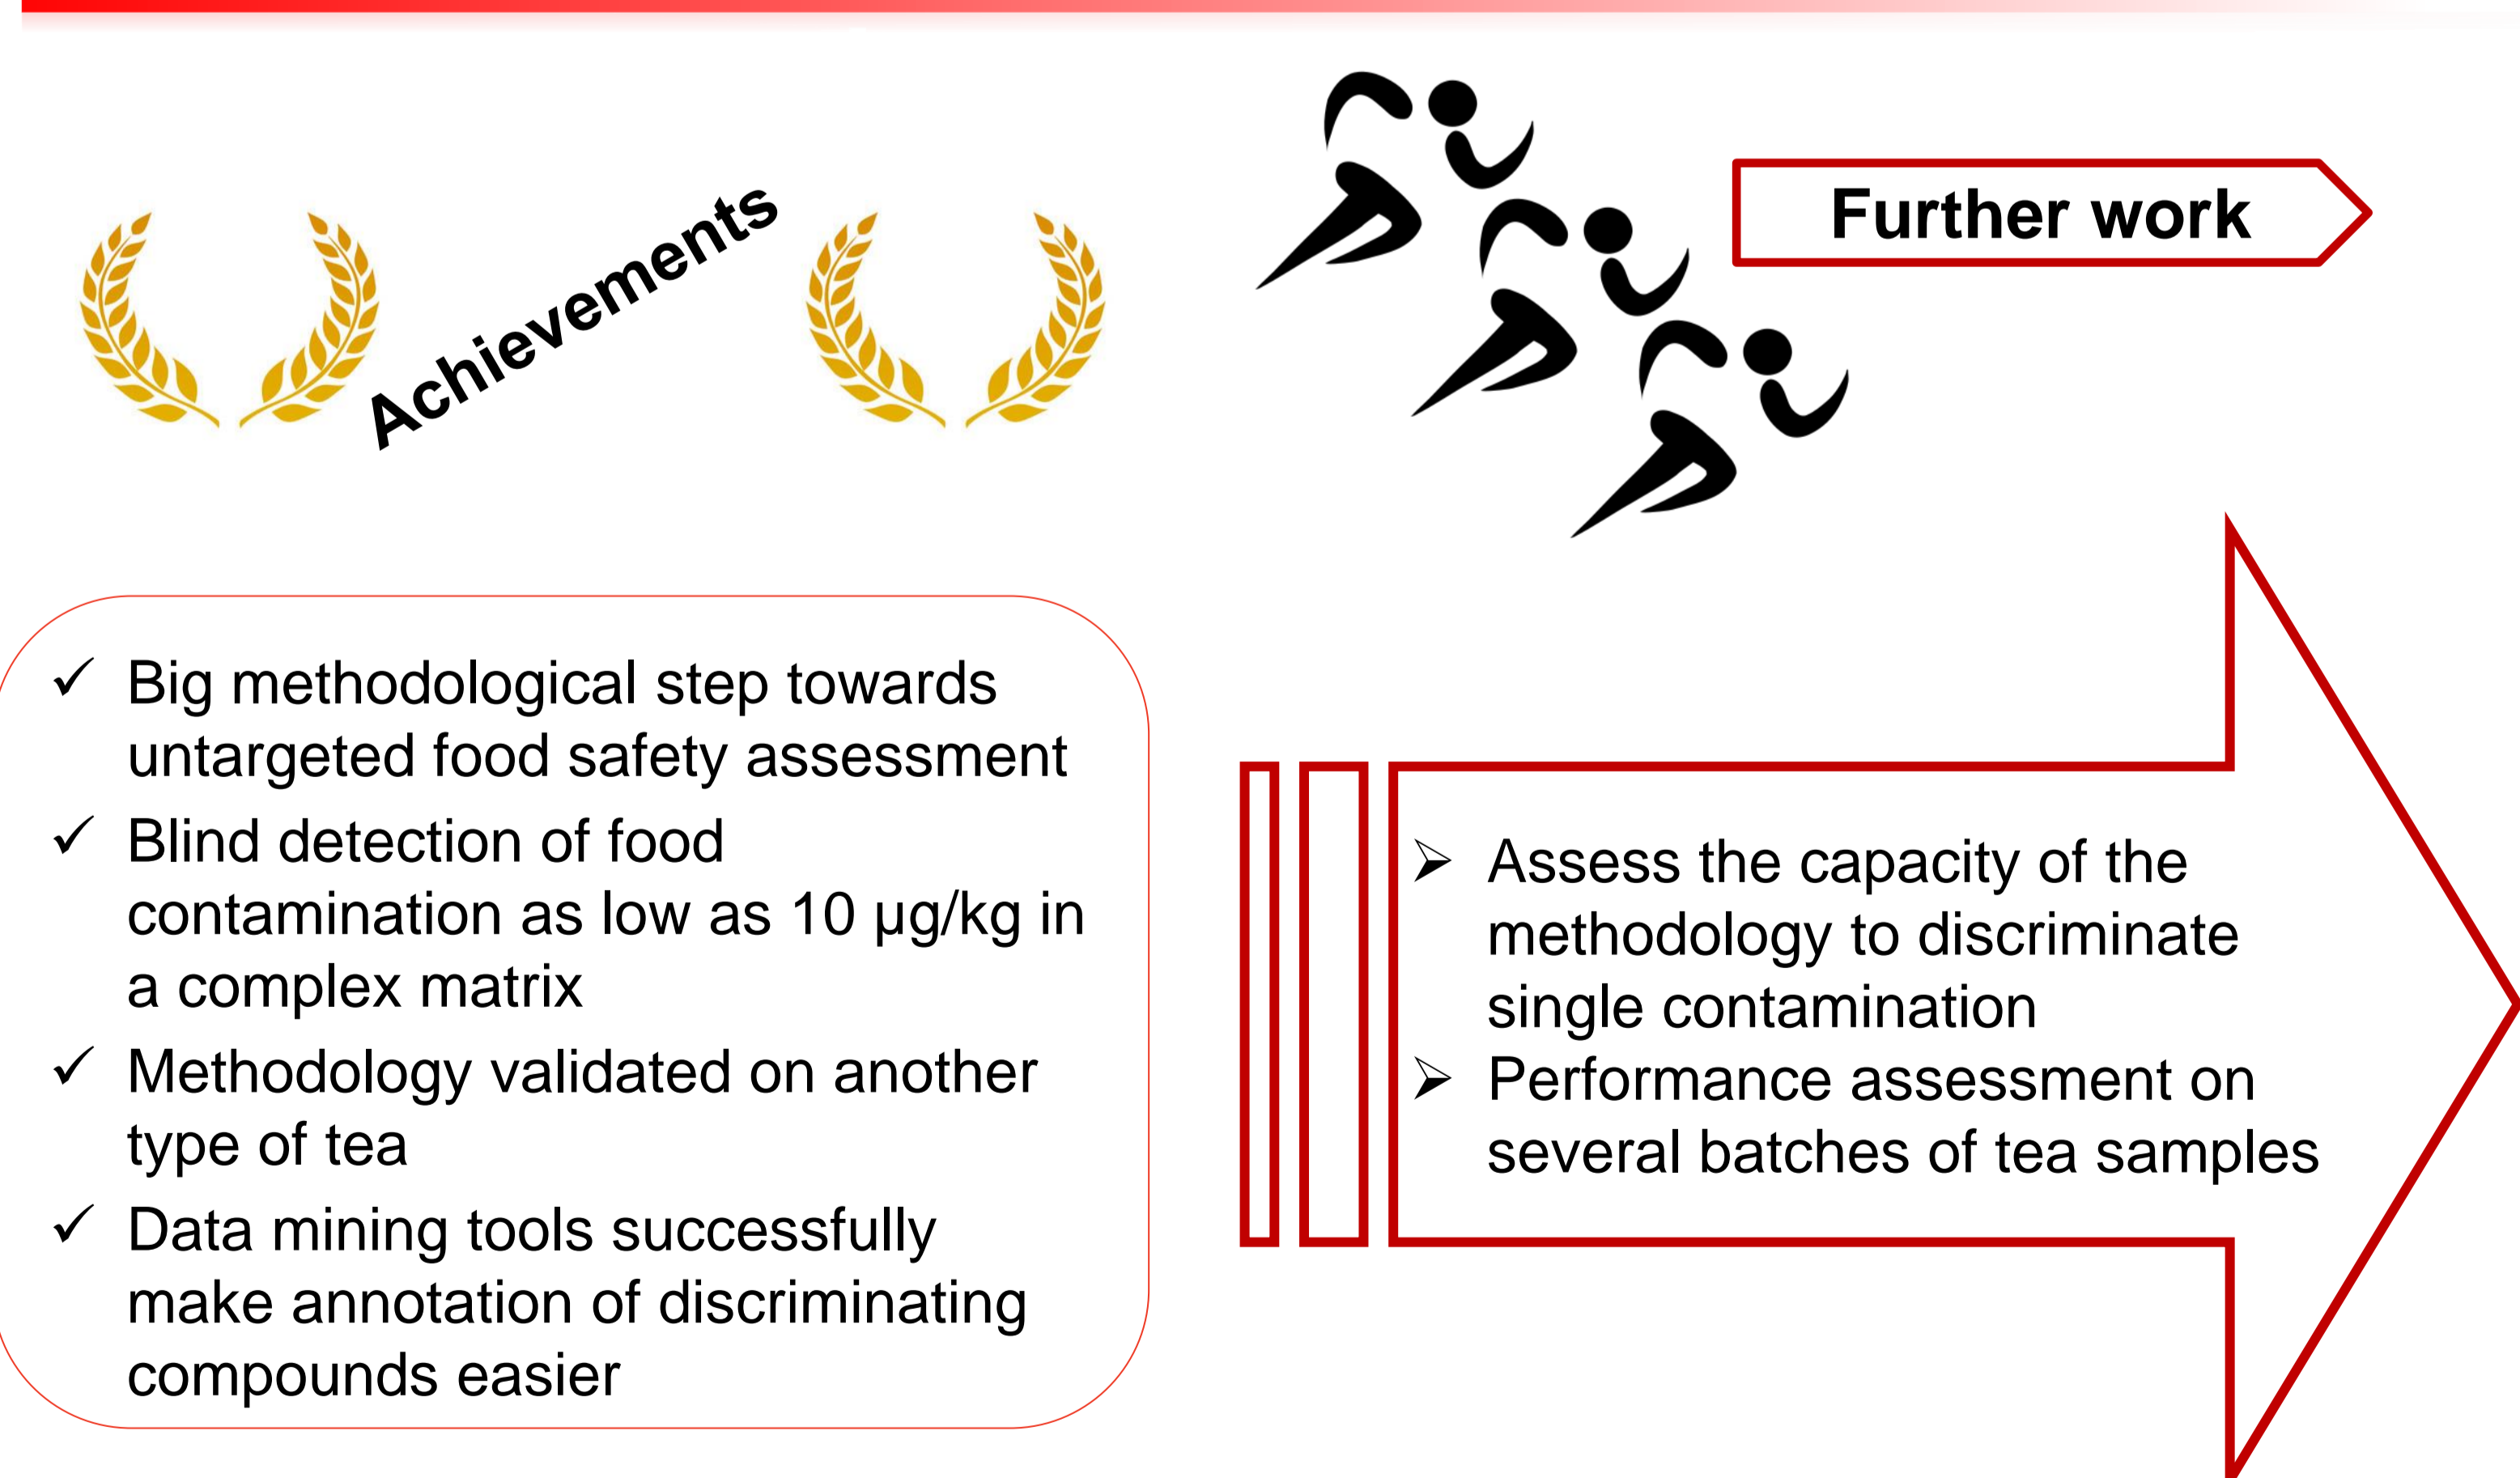 Achievements
✓ Big methodological step towards
untargeted food safety assessment
✓ Blind detection of food
contamination as low as 10 µg/kg in
a complex matrix
✓ Methodology validated on another
type of tea
✓ Data mining tools successfully
make annotation of discriminating
compounds easier
Further work
➢ Assess the capacity of the
methodology to discriminate
single contamination
➢ Performance assessment on
several batches of tea samples